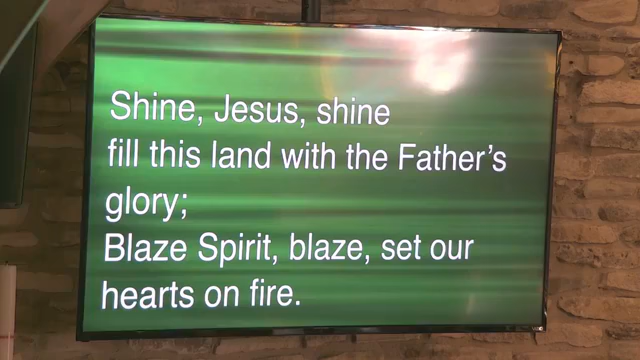 Shine, Jesus, shine
fill this land with the Father's
glory;
Blaze Spirit, blaze, set our
hearts on fire.